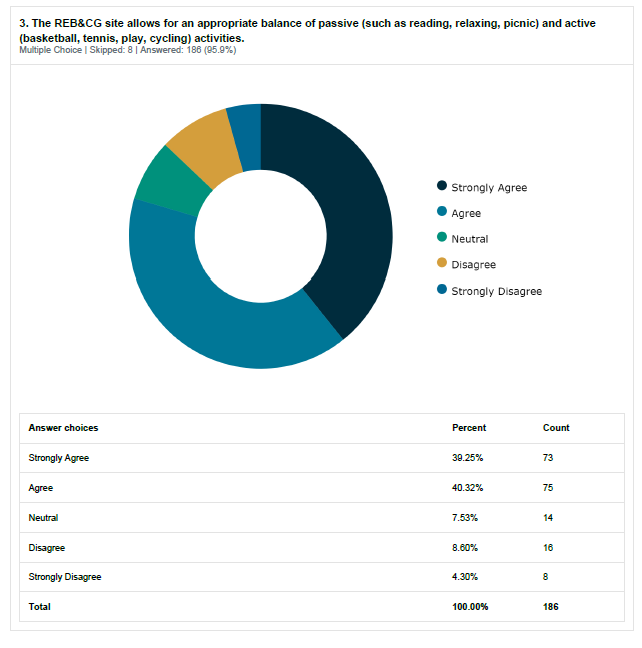 3. The REB&CG site allows for an appropriate balance of passive (such as reading, relaxing, picnic) and active
(basketball, tennis, play, cycling) activities.
Multiple Choice | Skipped: 8 | Answered: 186 (95.9%)
Strongly Agree
Agree
Neutral
Disagree
Strongly Disagree
Answer choices Percent Count
Strongly Agree 39.25% 73
Agree 40.32% 75
Neutral 7.53% 14
Disagree 8.60% 16
Strongly Disagree 4.30% 8
Total 100.00% 186